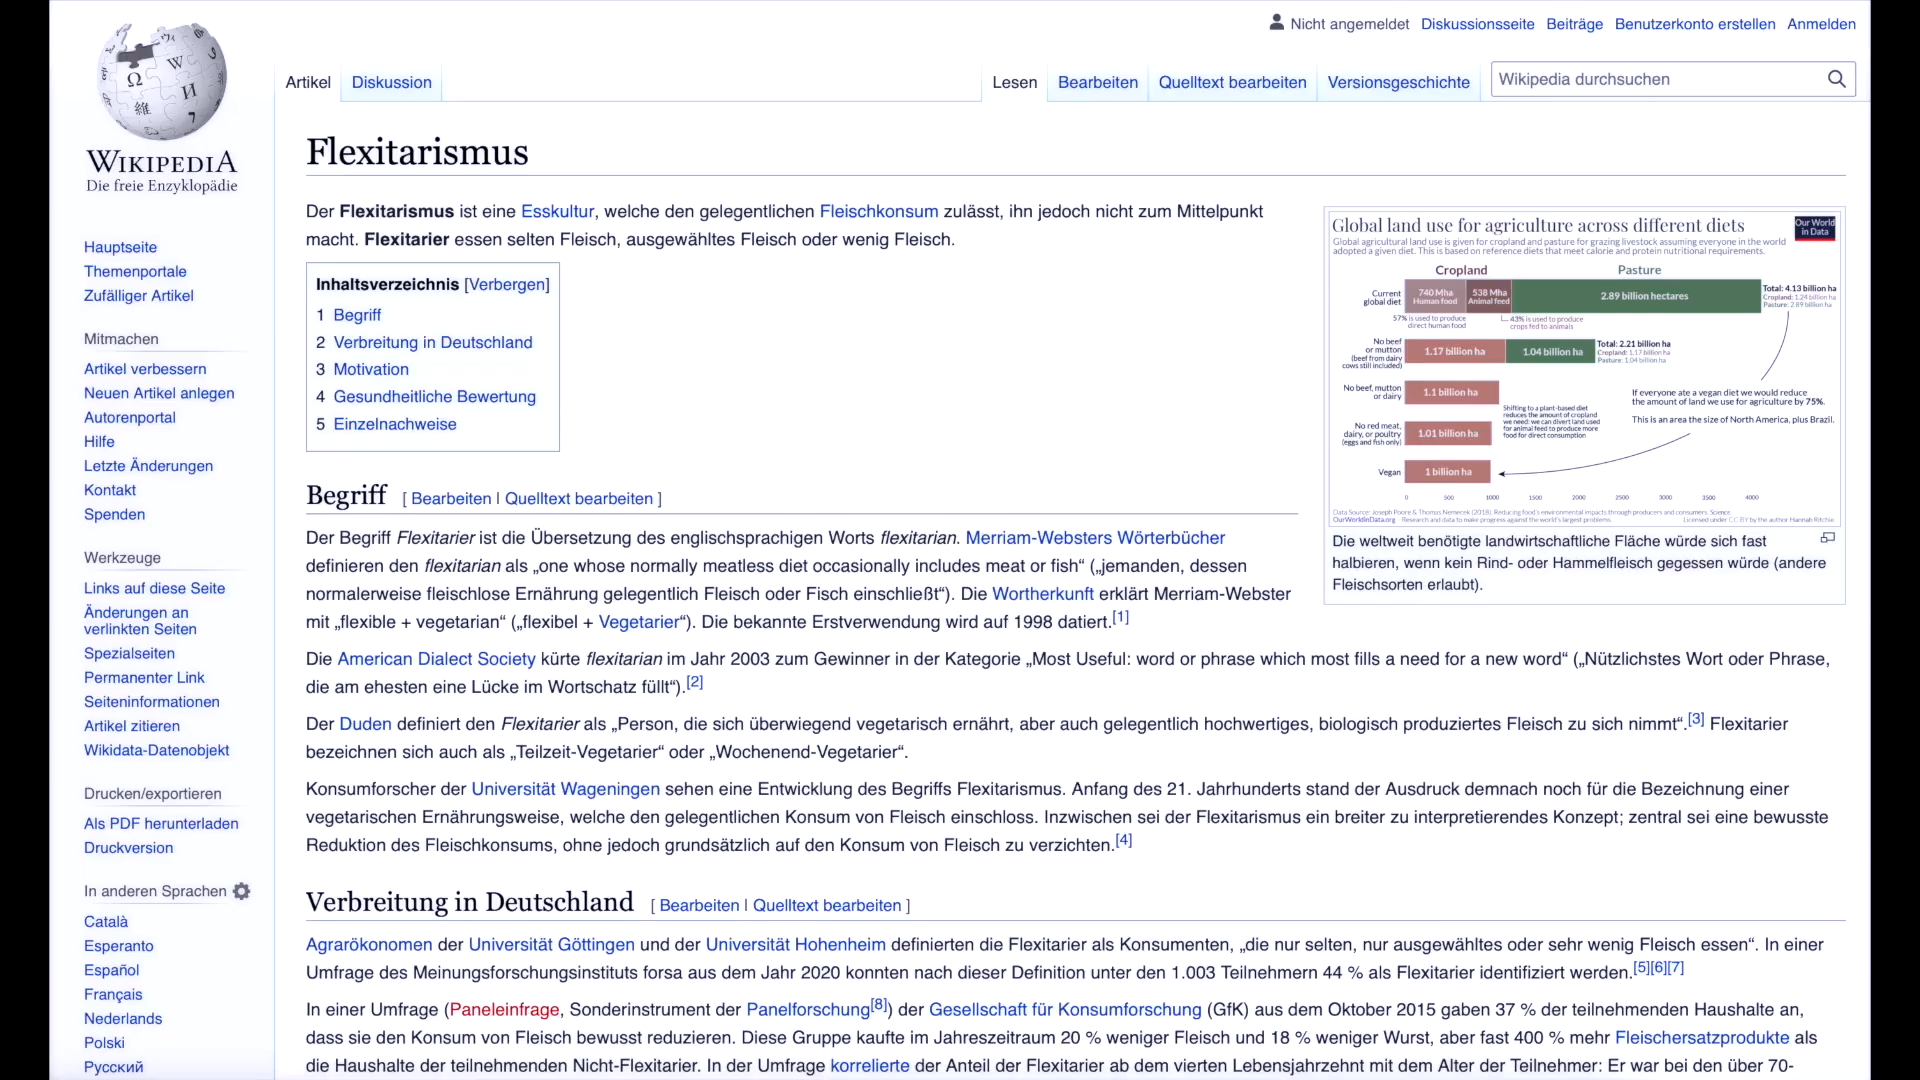 Nicht angemeldet Diskussionsseite Beiträge Benutzerkonto erstellen Anmelden
Artikel Diskussion Lesen Bearbeiten Quelltext bearbeiten Versionsgeschichte Wikipedia durchsuchen
WIKIPEDIA
Die freie Enzyklopädie
Hauptseite
Themenportale
Zufälliger Artikel
Mitmachen
Artikel verbessern
Neuen Artikel anlegen
Autorenportal
Hilfe
Letzte Änderungen
Kontakt
Spenden
Werkzeuge
Links auf diese Seite
Änderungen an
verlinkten Seiten
Spezialseiten
Permanenter Link
Seiteninformationen
Artikel zitieren
Wikidata-Datenobjekt
Drucken/exportieren
Als PDF herunterladen
Druckversion
In anderen Sprachen
Català
Esperanto
Español
Français
Nederlands
Polski
Русский
Flexitarismus
Der Flexitarismus ist eine Esskultur, welche den gelegentlichen Fleischkonsum zulässt, ihn jedoch nicht zum Mittelpunkt
macht. Flexitarier essen selten Fleisch, ausgewähltes Fleisch oder wenig Fleisch.
Inhaltsverzeichnis [Verbergen]
1 Begriff
2 Verbreitung in Deutschland
3 Motivation
4 Gesundheitliche Bewertung
5 Einzelnachweise
Global land use for agriculture across different diets
Our World
in Data
Global agricultural land use is given for cropland and pasture for grazing livestock assuming everyone in the world
adopted a given diet. This is based on reference diets that meet calorie and protein nutritional requirements.
Cropland Pasture
Current
global diet
740 Mha
Human food
538 Mha
Animal feed
2.89 billion hectares
Total: 4.13 billion ha
Cropland: 1.24 billion ha
Pasture: 2.89 billion ha
57% is used to produce
direct human food
43% is used to produce
crops fed to animals
No beef
or mutton
(beef from dairy
cows still included)
1.17 billion ha
1.04 billion ha
Total: 2.21 billion ha
Cropland: 1.17 billion ha
Pasture: 1.04 billion ha
No beef, mutton
or dairy
1.1 billion ha
Shifting to a plant-based diet
reduces the amount of cropland
we need: we can divert land used
for animal feed to produce more
food for direct consumption
If everyone ate a vegan diet we would reduce
the amount of land we use for agriculture by 75%.
This is an area the size of North America, plus Brazil.
No red meat,
dairy, or poultry
(eggs and fish only)
1.01 billion ha
Vegan
1 billion ha
0 500 1000 1500 2000 2500 3000 3500 4000
Data Source: Joseph Poore & Thomas Nemecek (2018). Reducing food's environmental impacts through producers and consumers. Science.
OurWorldinData.org Research and data to make progress against the world's largest problems. Licensed under CC-BY by the author Hannah Ritchie.
Die weltweit benötigte landwirtschaftliche Fläche würde sich fast
halbieren, wenn kein Rind- oder Hammelfleisch gegessen würde (andere
Fleischsorten erlaubt).
Begriff [ Bearbeiten | Quelltext bearbeiten ]
Der Begriff Flexitarier ist die Übersetzung des englischsprachigen Worts flexitarian. Merriam-Websters Wörterbücher
definieren den flexitarian als „one whose normally meatless diet occasionally includes meat or fish“ („jemanden, dessen
normalerweise fleischlose Ernährung gelegentlich Fleisch oder Fisch einschließt“). Die Wortherkunft erklärt Merriam-Webster
mit „flexible + vegetarian“ („flexibel + Vegetarier“). Die bekannte Erstverwendung wird auf 1998 datiert.[1]
Die American Dialect Society kürte flexitarian im Jahr 2003 zum Gewinner in der Kategorie „Most Useful: word or phrase which most fills a need for a new word“ („Nützlichstes Wort oder Phrase,
die am ehesten eine Lücke im Wortschatz füllt“).[2]
Der Duden definiert den Flexitarier als „Person, die sich überwiegend vegetarisch ernährt, aber auch gelegentlich hochwertiges, biologisch produziertes Fleisch zu sich nimmt“.[3] Flexitarier
bezeichnen sich auch als „Teilzeit-Vegetarier“ oder „Wochenend-Vegetarier“.
Konsumforscher der Universität Wageningen sehen eine Entwicklung des Begriffs Flexitarismus. Anfang des 21. Jahrhunderts stand der Ausdruck demnach noch für die Bezeichnung einer
vegetarischen Ernährungsweise, welche den gelegentlichen Konsum von Fleisch einschloss. Inzwischen sei der Flexitarismus ein breiter zu interpretierendes Konzept; zentral sei eine bewusste
Reduktion des Fleischkonsums, ohne jedoch grundsätzlich auf den Konsum von Fleisch zu verzichten.[4]
Verbreitung in Deutschland [ Bearbeiten | Quelltext bearbeiten ]
Agrarökonomen der Universität Göttingen und der Universität Hohenheim definierten die Flexitarier als Konsumenten, „die nur selten, nur ausgewähltes oder sehr wenig Fleisch essen“. In einer
Umfrage des Meinungsforschungsinstituts forsa aus dem Jahr 2020 konnten nach dieser Definition unter den 1.003 Teilnehmern 44 % als Flexitarier identifiziert werden.[5][6][7]
In einer Umfrage (Paneleinfrage, Sonderinstrument der Panelforschung[8]) der Gesellschaft für Konsumforschung (GfK) aus dem Oktober 2015 gaben 37 % der teilnehmenden Haushalte an,
dass sie den Konsum von Fleisch bewusst reduzieren. Diese Gruppe kaufte im Jahreszeitraum 20 % weniger Fleisch und 18 % weniger Wurst, aber fast 400 % mehr Fleischersatzprodukte als
die Haushalte der teilnehmenden Nicht-Flexitarier. In der Umfrage korrelierte der Anteil der Flexitarier ab dem vierten Lebensjahrzehnt mit dem Alter der Teilnehmer: Er war bei den über 70-